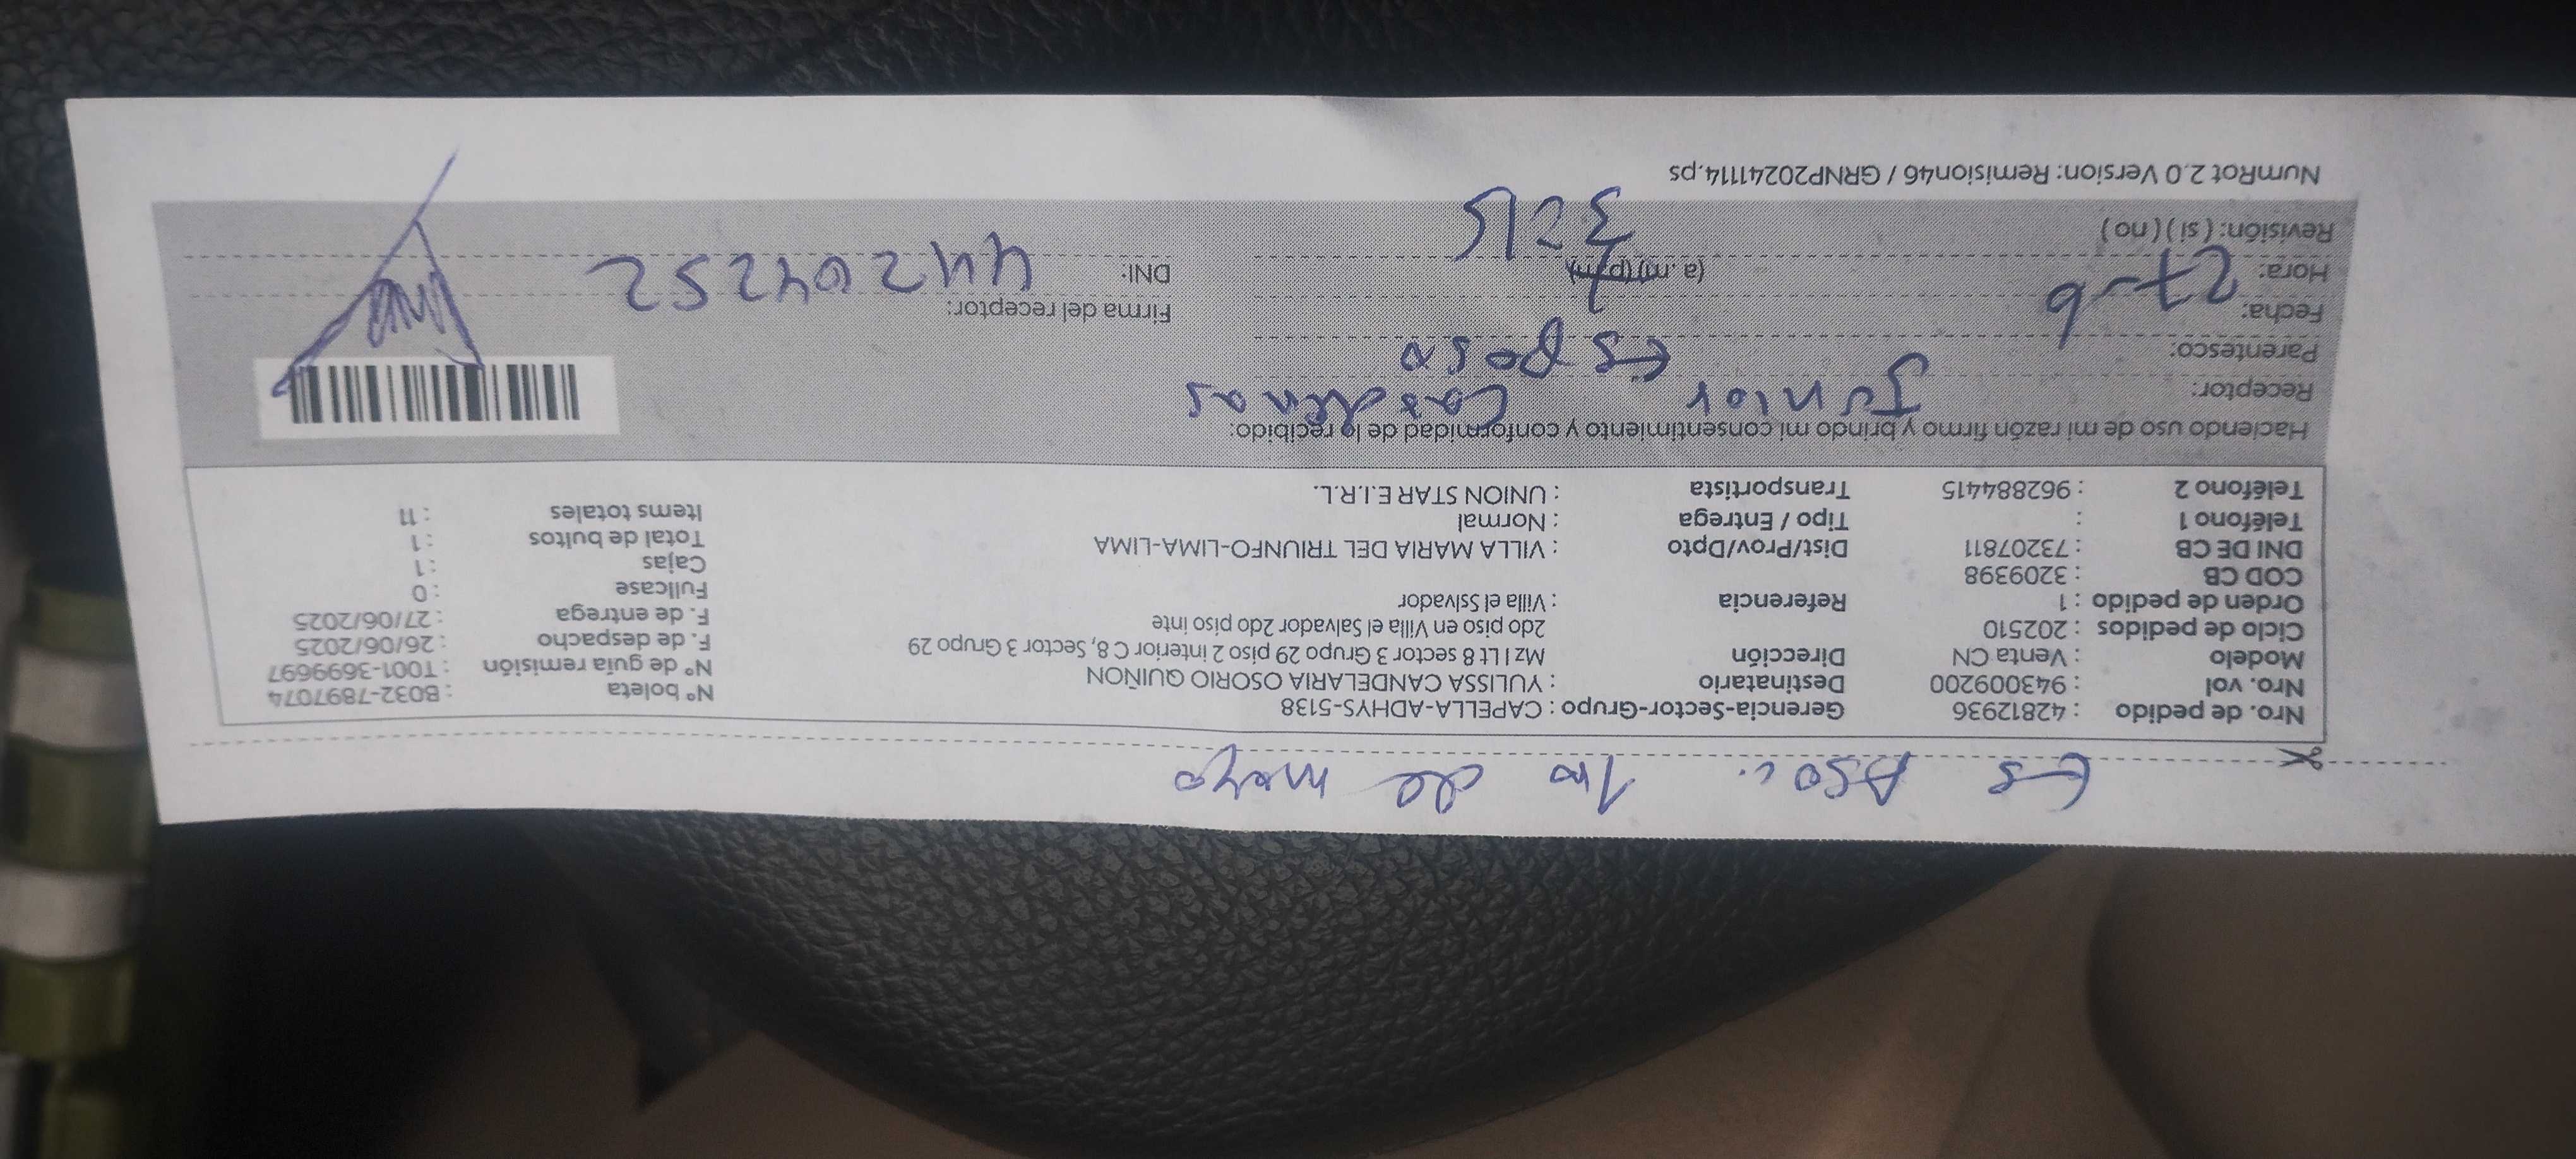 Es Asoc. 1ro de mayo
Nro. de pedido : 42812936 Gerencia-Sector-Grupo : CAPELLA-ADHYS-5138 N° boleta : B032-7897074
Nro. vol : 943009200 Destinatario : YULISSA CANDELARIA OSORIO QUIÑON N° de guía remisión : T001-3699697
Modelo : Venta CN Dirección Mz I Lt 8 sector 3 Grupo 29 piso 2 interior C 8, Sector 3 Grupo 29 F. de despacho : 26/06/2025
Ciclo de pedidos : 202510 2do piso en Villa el Salvador 2do piso inte F. de entrega : 27/06/2025
Orden de pedido : 1 Referencia : Villa el Sslvador Fullcase : 0
COD CB : 3209398 Cajas : 1
DNI DE CB : 73207811 Dist/Prov/Dpto : VILLA MARIA DEL TRIUNFO-LIMA-LIMA Total de bultos : 1
Teléfono 1 : Tipo / Entrega : Normal Items totales : 11
Teléfono 2 : 962884415 Transportista : UNION STAR E.I.R.L.
Haciendo uso de mi razón firmo y brindo mi consentimiento y conformidad de lo recibido:
Receptor: Junior Cardenas
Parentesco: Esposo
Fecha: 27-6 Firma del receptor:
Hora: (a. m) (p. m) 3:15 DNI: 44204252
Revisión: ( si ) ( no )
NumRot 2.0 Version: Remision46 / GRNP20241114.ps